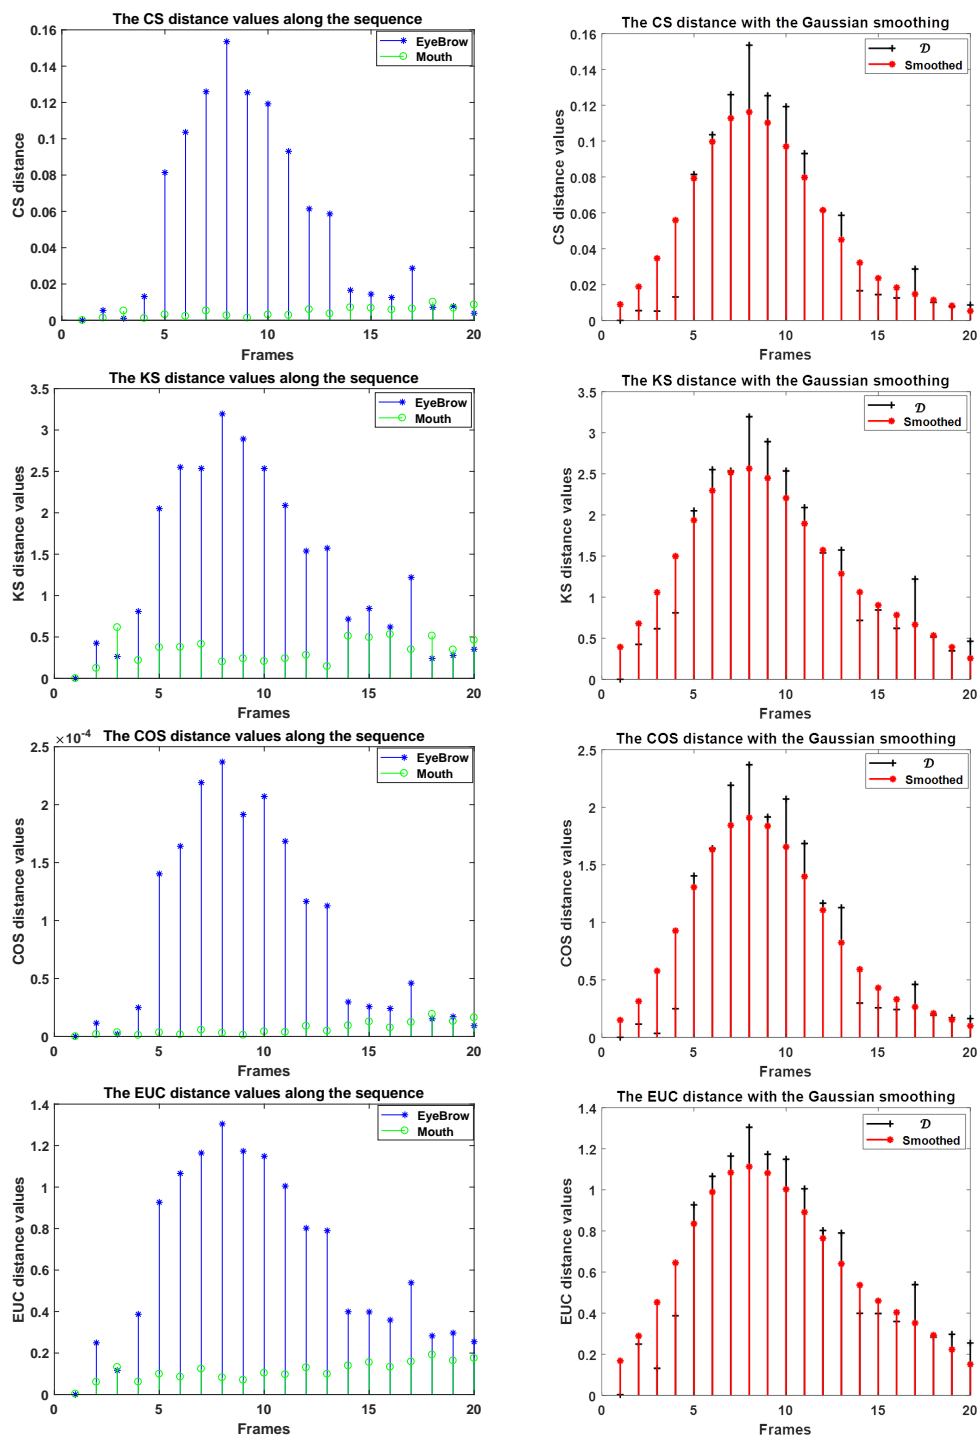 The CS distance values along the sequence
0.16
0.14
0.12
0.1
0.08
0.06
0.04
0.02
0
CS distance
EyeBrow
Mouth
0 5 10 15 20
Frames
The CS distance with the Gaussian smoothing
0.16
0.14
0.12
0.1
0.08
0.06
0.04
0.02
0
CS distance values
𝒟
Smoothed
0 5 10 15 20
Frames
The KS distance values along the sequence
3.5
3
2.5
2
1.5
1
0.5
0
KS distance values
EyeBrow
Mouth
0 5 10 15 20
Frames
The KS distance with the Gaussian smoothing
3.5
3
2.5
2
1.5
1
0.5
0
KS distance values
𝒟
Smoothed
0 5 10 15 20
Frames
×10⁻⁴ The COS distance values along the sequence
2.5
2
1.5
1
0.5
0
COS distance values
EyeBrow
Mouth
0 5 10 15 20
Frames
The COS distance with the Gaussian smoothing
2.5
2
1.5
1
0.5
0
COS distance values
𝒟
Smoothed
0 5 10 15 20
Frames
The EUC distance values along the sequence
1.4
1.2
1
0.8
0.6
0.4
0.2
0
EUC distance values
EyeBrow
Mouth
0 5 10 15 20
Frames
The EUC distance with the Gaussian smoothing
1.4
1.2
1
0.8
0.6
0.4
0.2
0
EUC distance values
𝒟
Smoothed
0 5 10 15 20
Frames